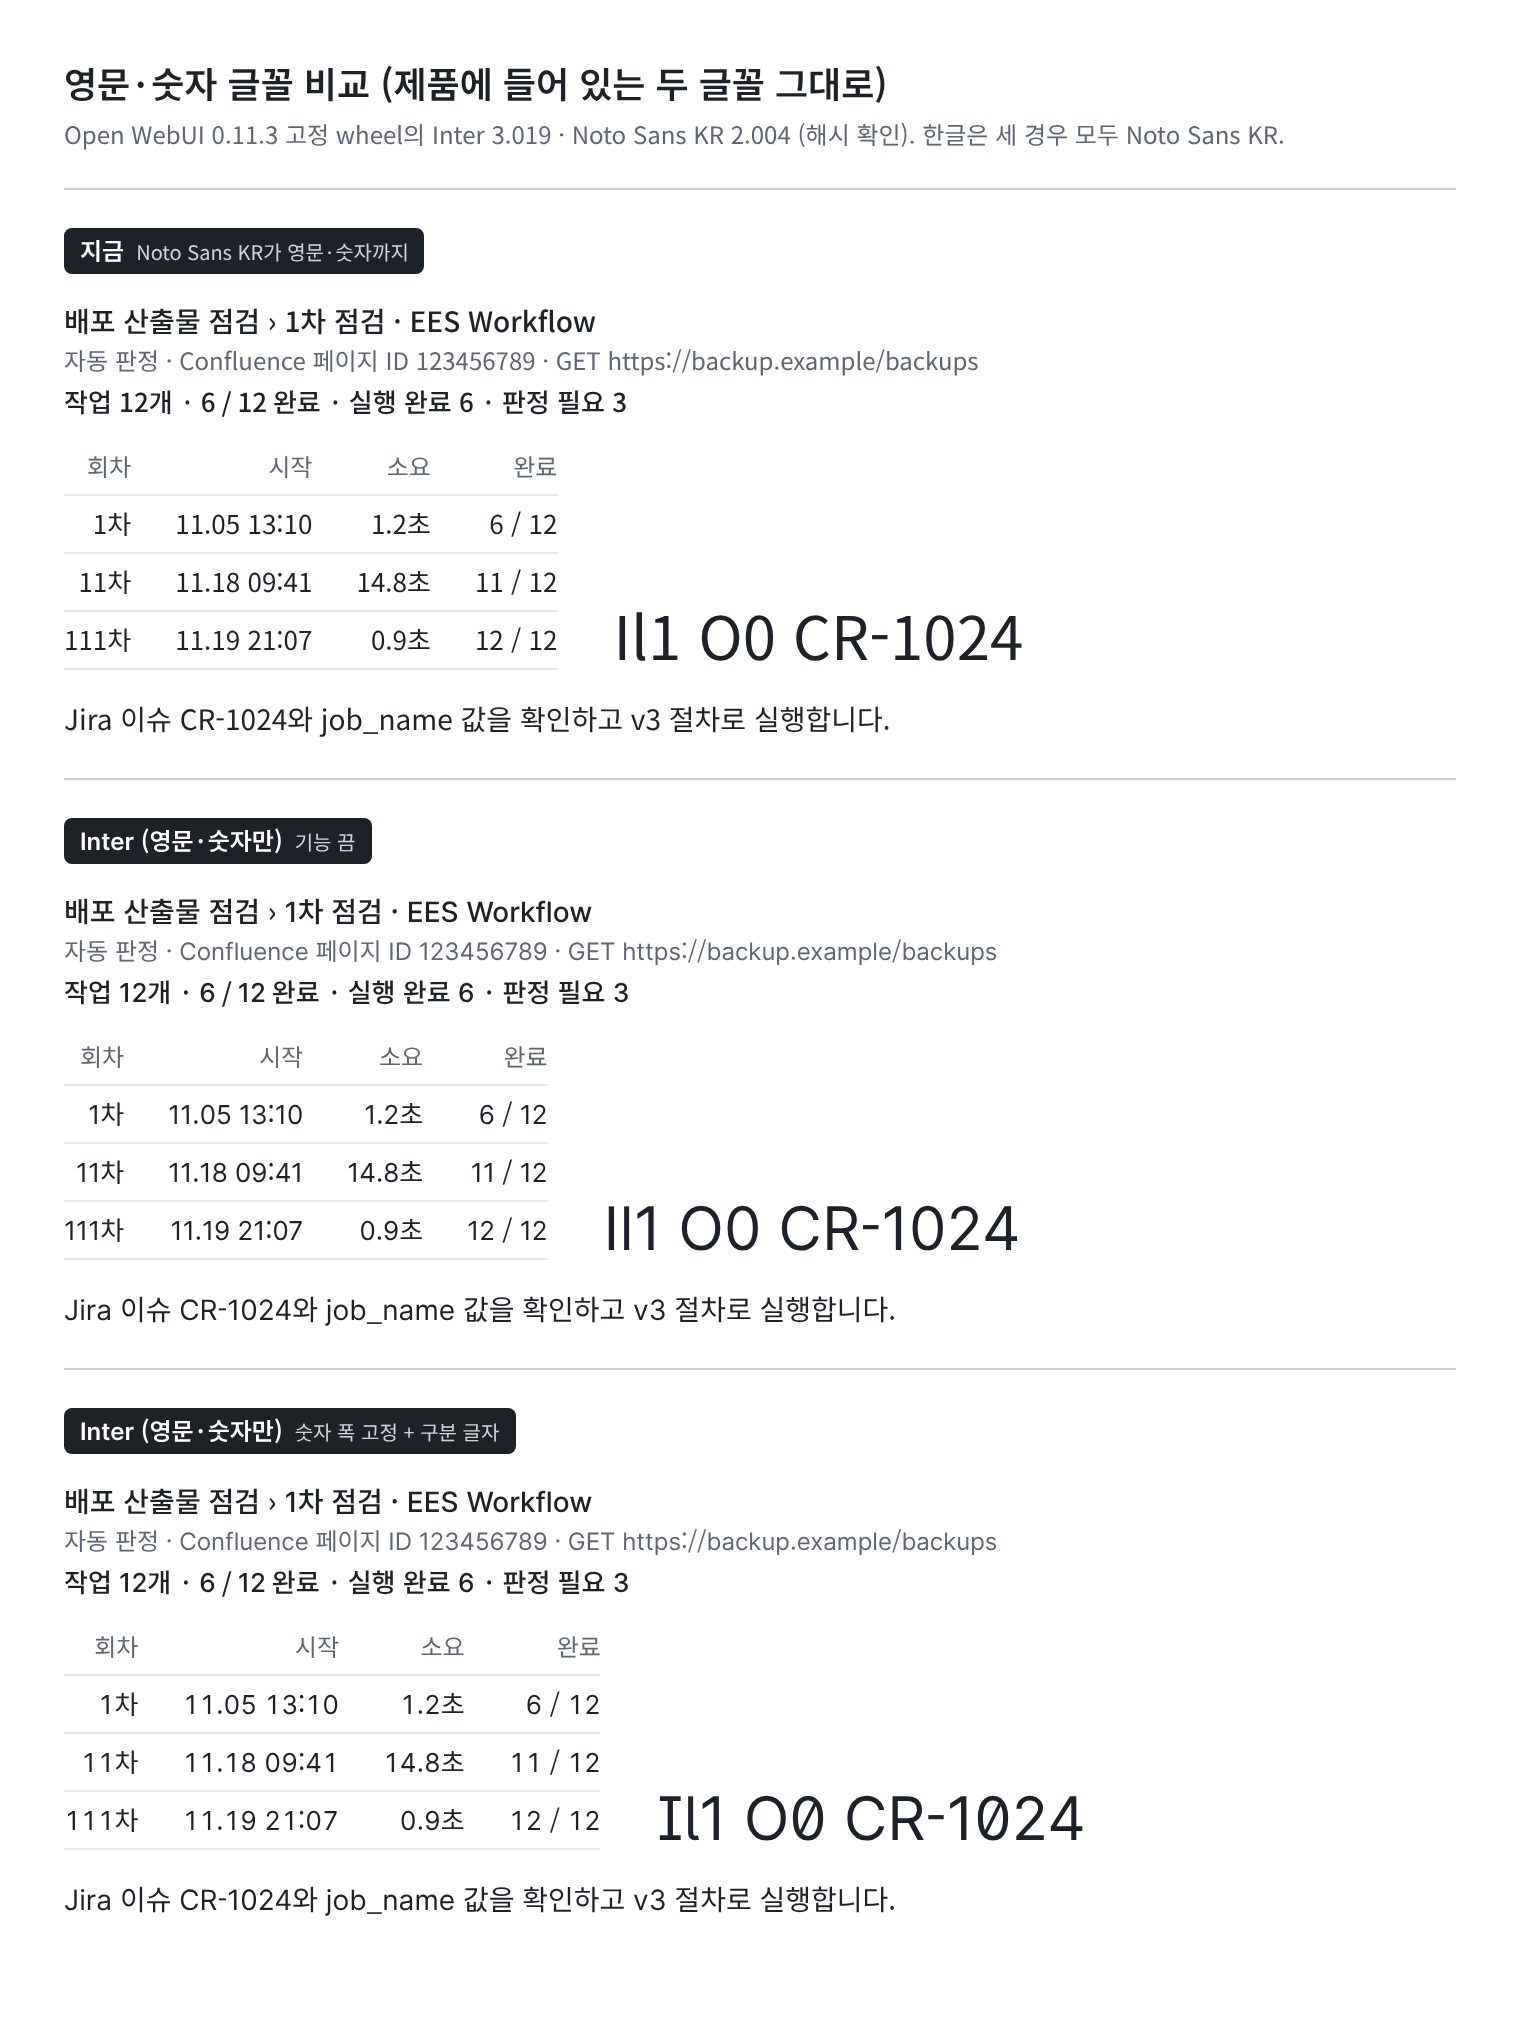 영문·숫자 글꼴 비교 (제품에 들어 있는 두 글꼴 그대로)
Open WebUI 0.11.3 고정 wheel의 Inter 3.019 · Noto Sans KR 2.004 (해시 확인). 한글은 세 경우 모두 Noto Sans KR.
지금 Noto Sans KR가 영문·숫자까지
배포 산출물 점검 › 1차 점검 · EES Workflow
자동 판정 · Confluence 페이지 ID 123456789 · GET https://backup.example/backups
작업 12개 · 6 / 12 완료 · 실행 완료 6 · 판정 필요 3
회차 시작 소요 완료
1차 11.05 13:10 1.2초 6 / 12
11차 11.18 09:41 14.8초 11 / 12
111차 11.19 21:07 0.9초 12 / 12
Il1 O0 CR-1024
Jira 이슈 CR-1024와 job_name 값을 확인하고 v3 절차로 실행합니다.
Inter (영문·숫자만) 기능 끔
배포 산출물 점검 › 1차 점검 · EES Workflow
자동 판정 · Confluence 페이지 ID 123456789 · GET https://backup.example/backups
작업 12개 · 6 / 12 완료 · 실행 완료 6 · 판정 필요 3
회차 시작 소요 완료
1차 11.05 13:10 1.2초 6 / 12
11차 11.18 09:41 14.8초 11 / 12
111차 11.19 21:07 0.9초 12 / 12
Il1 O0 CR-1024
Jira 이슈 CR-1024와 job_name 값을 확인하고 v3 절차로 실행합니다.
Inter (영문·숫자만) 숫자 폭 고정 + 구분 글자
배포 산출물 점검 › 1차 점검 · EES Workflow
자동 판정 · Confluence 페이지 ID 123456789 · GET https://backup.example/backups
작업 12개 · 6 / 12 완료 · 실행 완료 6 · 판정 필요 3
회차 시작 소요 완료
1차 11.05 13:10 1.2초 6 / 12
11차 11.18 09:41 14.8초 11 / 12
111차 11.19 21:07 0.9초 12 / 12
Il1 O0 CR-1024
Jira 이슈 CR-1024와 job_name 값을 확인하고 v3 절차로 실행합니다.